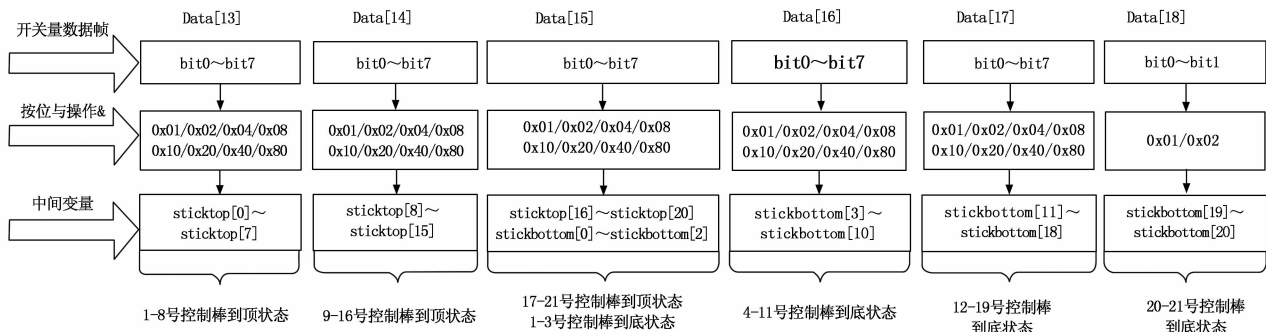 Data[13] Data[14] Data[15] Data[16] Data[17] Data[18]
开关量数据帧
bit0～bit7 bit0～bit7 bit0～bit7 bit0～bit7 bit0～bit7 bit0～bit1
按位与操作&
0x01/0x02/0x04/0x08
0x10/0x20/0x40/0x80
0x01/0x02/0x04/0x08
0x10/0x20/0x40/0x80
0x01/0x02/0x04/0x08
0x10/0x20/0x40/0x80
0x01/0x02/0x04/0x08
0x10/0x20/0x40/0x80
0x01/0x02/0x04/0x08
0x10/0x20/0x40/0x80
0x01/0x02
中间变量
sticktop[0]～
sticktop[7]
sticktop[8]～
sticktop[15]
sticktop[16]～sticktop[20]
stickbottom[0]～stickbottom[2]
stickbottom[3]～
stickbottom[10]
stickbottom[11]～
stickbottom[18]
stickbottom[19]～
stickbottom[20]
1-8号控制棒到顶状态
9-16号控制棒到顶状态
17-21号控制棒到顶状态
1-3号控制棒到底状态
4-11号控制棒到底状态
12-19号控制棒
到底状态
20-21号控制棒
到底状态